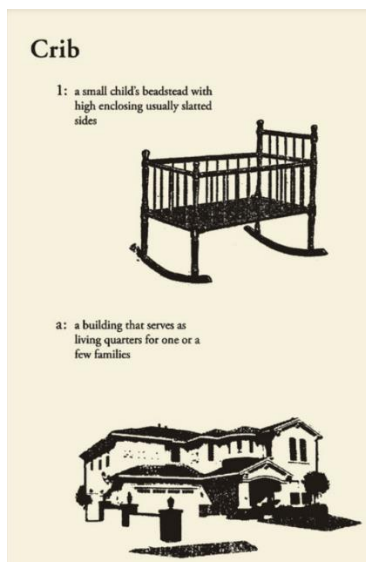 Crib
1: a small child's beadstead with
high enclosing usually slatted
sides
a: a building that serves as
living quarters for one or a
few families